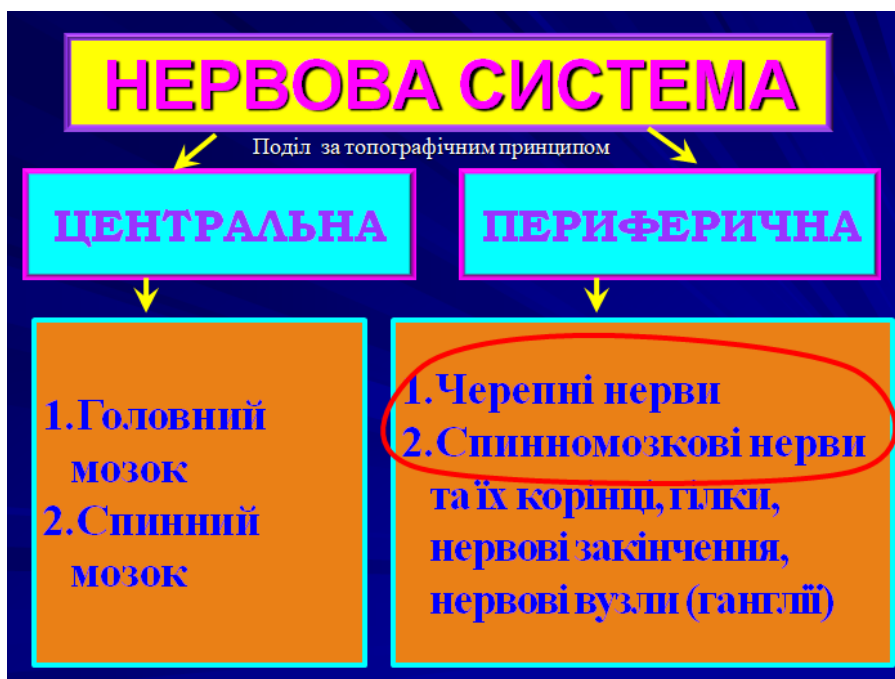 НЕРВОВА СИСТЕМА
Поділ за топографічним принципом
ЦЕНТРАЛЬНА
ПЕРИФЕРИЧНА
1.Головний
мозок
2.Спинний
мозок
1.Черепні нерви
2.Спинномозкові нерви
та їх корінці, гілки,
нервові закінчення,
нервові вузли (ганглії)